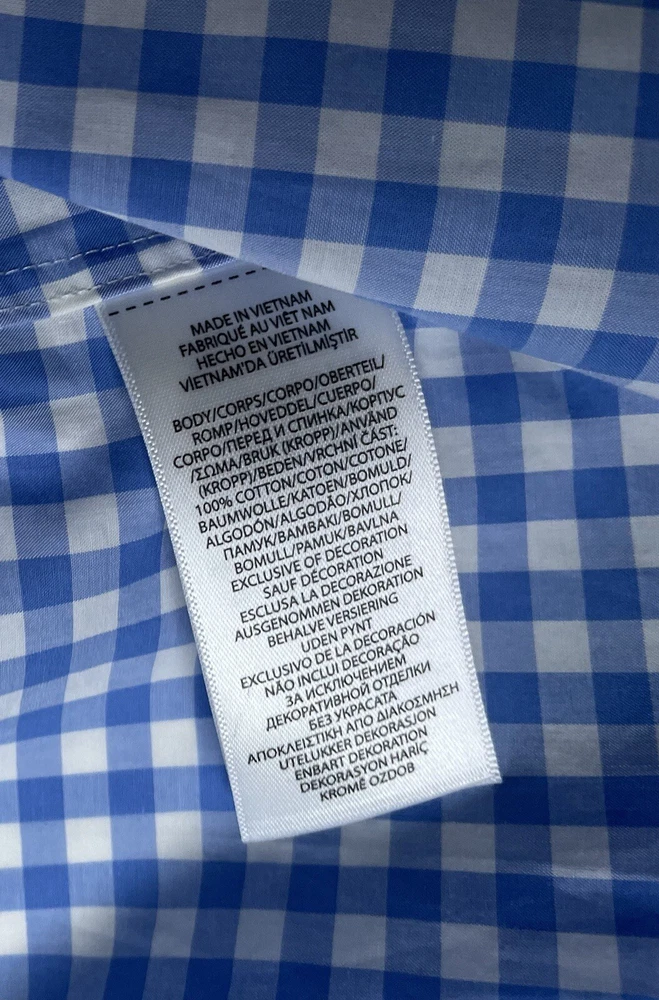 MADE IN VIETNAM
FABRIQUÉ AU VIÊT NAM
HECHO EN VIETNAM
VİETNAM'DA ÜRETİLMİŞTİR
BODY/CORPS/CORPO/OBERTEIL/
ROMP/HOVEDDEL/CUERPO/
CORPO/ПЕРЕД И СПИНКА/КОРПУС
/ΣΩΜΑ/BRUK (KROPP)/ANVÄND
(KROPP)/BEDEN/VRCHNÍ ČÁST:
100% COTTON/COTON/COTONE/
BAUMWOLLE/KATOEN/BOMULD/
ALGODÓN/ALGODÃO/ХЛОПОК/
ПАМУК/ΒΑΜΒΑΚΙ/BOMULL/
BOMULL/PAMUK/BAVLNA
EXCLUSIVE OF DECORATION
SAUF DÉCORATION
ESCLUSA LA DECORAZIONE
AUSGENOMMEN DEKORATION
BEHALVE VERSIERING
UDEN PYNT
EXCLUSIVO DE LA DECORACIÓN
NÃO INCLUI DECORAÇÃO
ЗА ИСКЛЮЧЕНИЕМ
ДЕКОРАТИВНОЙ ОТДЕЛКИ
БЕЗ УКРАСАТА
ΑΠΟΚΛΕΙΣΤΙΚΗ ΑΠΟ ΔΙΑΚΟΣΜΗΣΗ
UTELUKKER DEKORASJON
ENBART DEKORATION
DEKORASYON HARİÇ
KROMĚ OZDOB